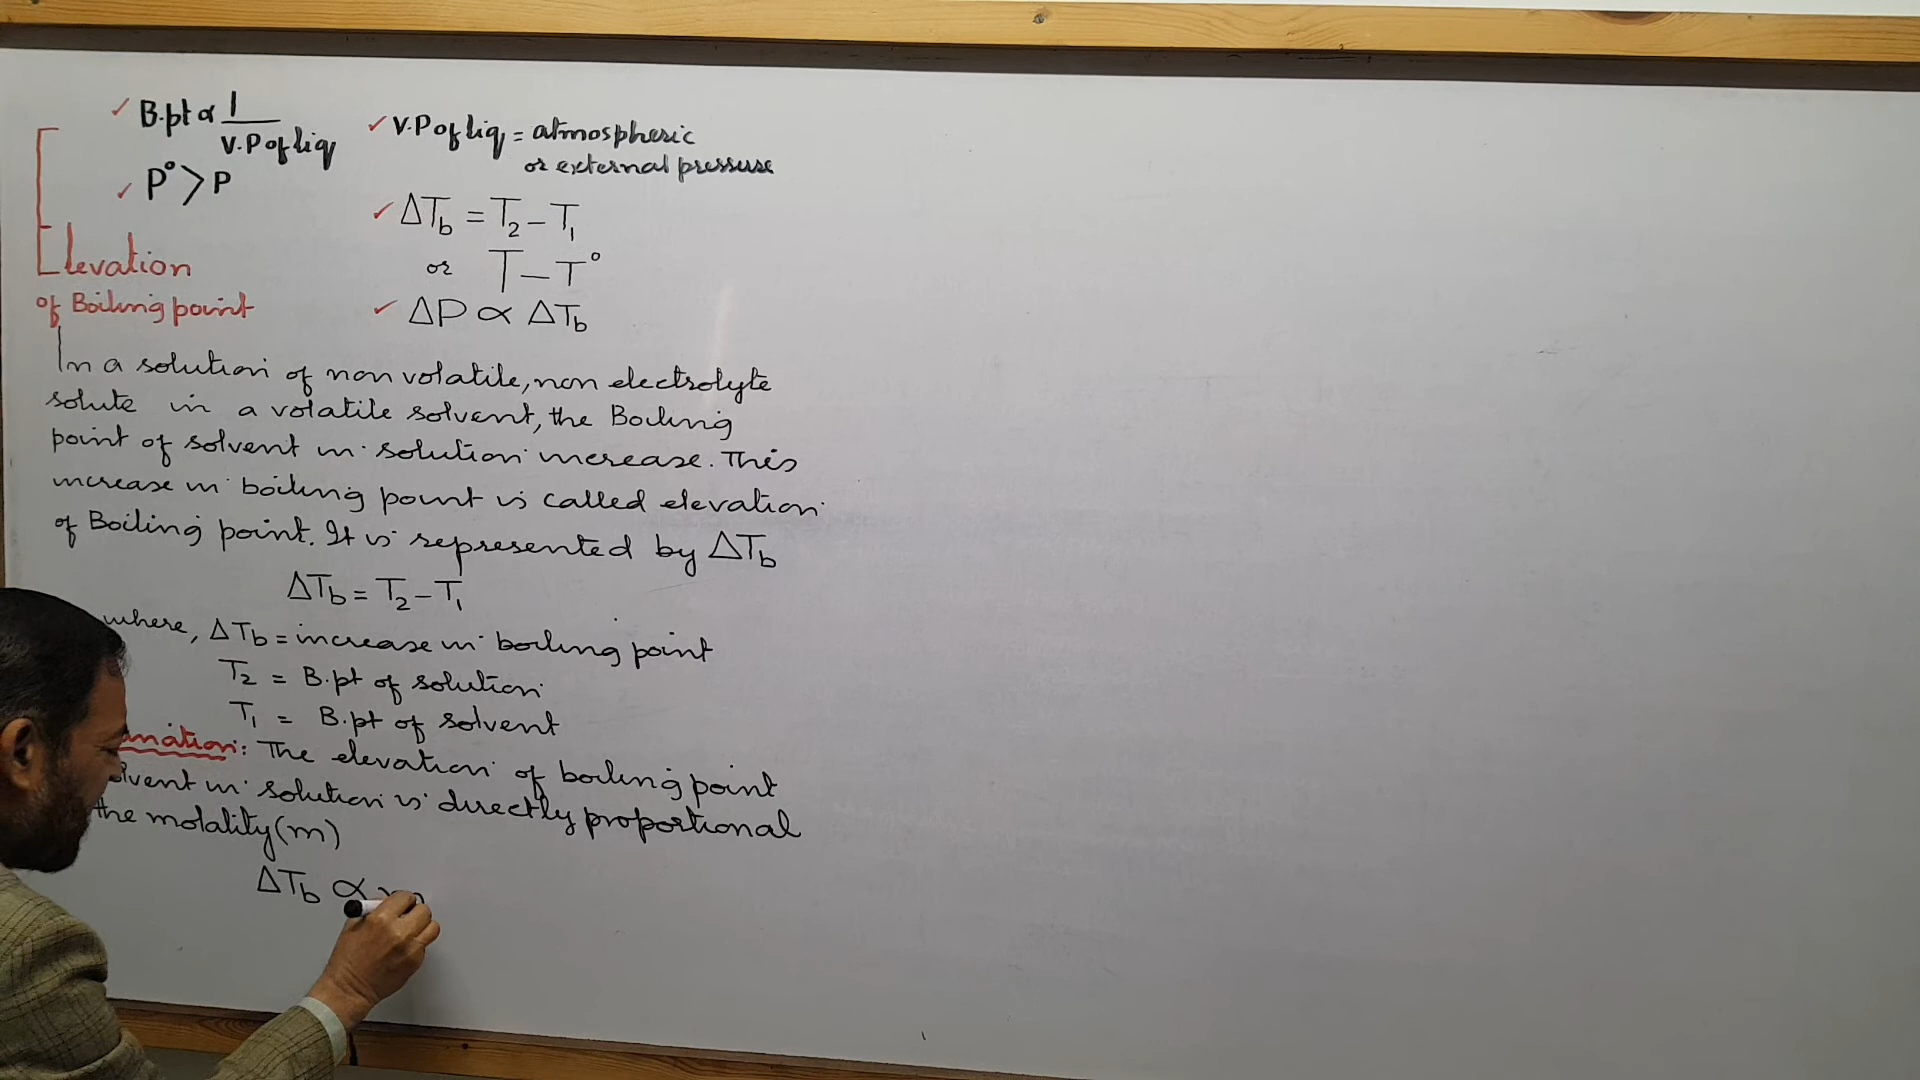 ✓ B.pt ∝ 1
V.P of liq
✓ P° > P
✓ V.P of liq = atmospheric
or external pressure
✓ ΔTb = T2 – T1
or T – T°
✓ ΔP ∝ ΔTb
Elevation
of Boiling point
In a solution of non volatile, non electrolyte
solute in a volatile solvent, the Boiling
point of solvent in solution increase. This
increase in boiling point is called elevation
of Boiling point. It is represented by ΔTb
ΔTb = T2 – T1
where, ΔTb = increase in boiling point
T2 = B.pt of solution
T1 = B.pt of solvent
The elevation of boiling point
in solution is directly proportional
the molality (m)
ΔTb ∝